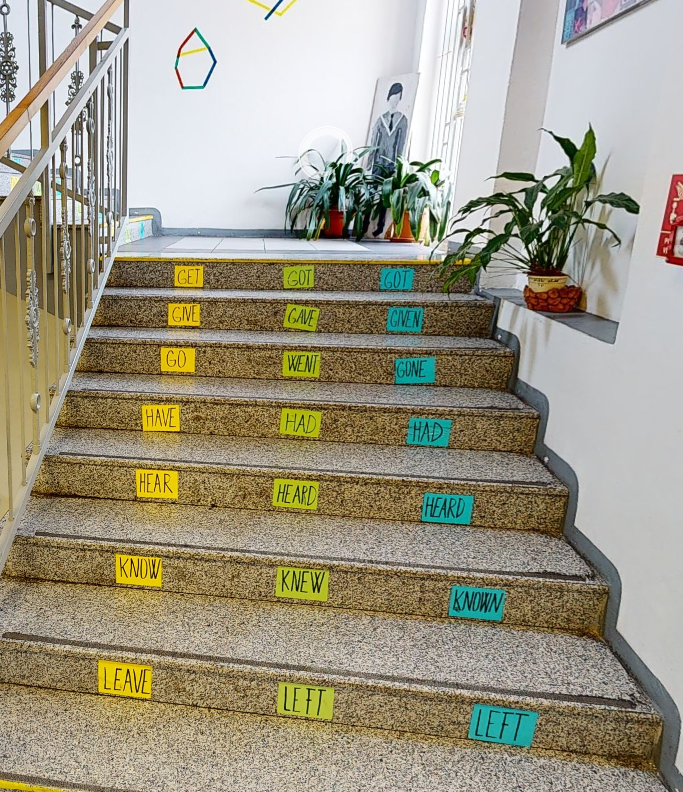 GET GOT GOT
GIVE GAVE GIVEN
GO WENT GONE
HAVE HAD HAD
HEAR HEARD HEARD
KNOW KNEW KNOWN
LEAVE LEFT LEFT